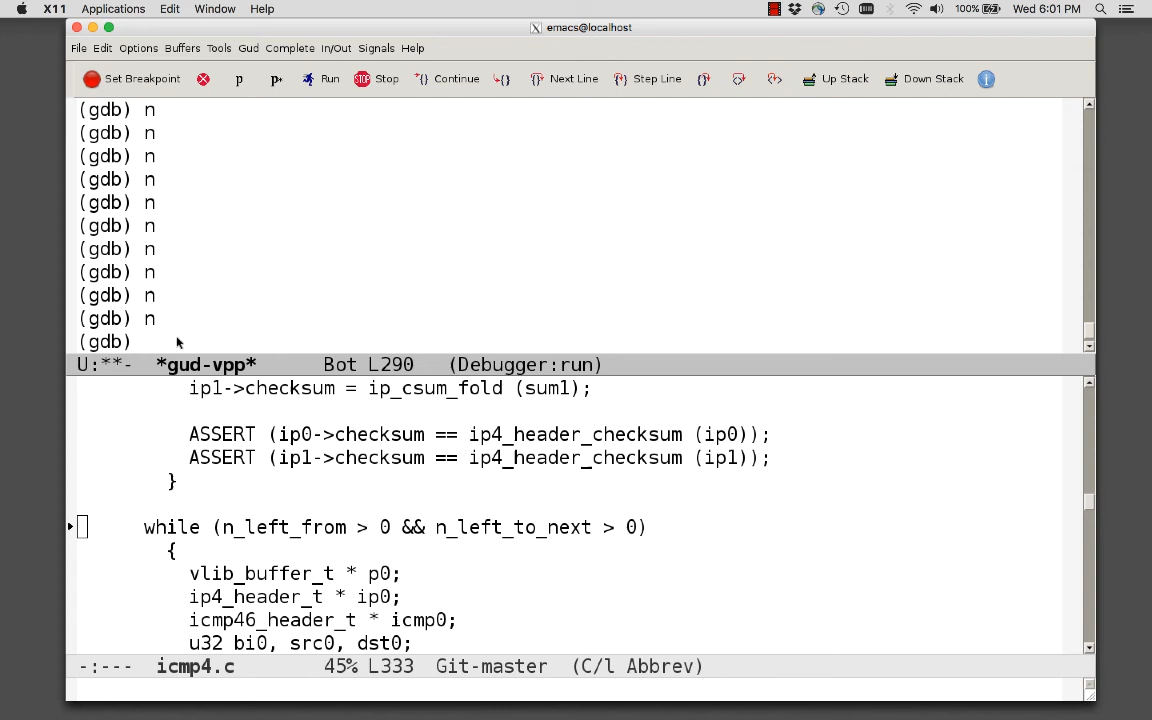 X11 Applications Edit Window Help 100% Wed 6:01 PM
emacs@localhost
File Edit Options Buffers Tools Gud Complete In/Out Signals Help
Set Breakpoint p p* Run STOP Stop Continue Next Line Step Line Up Stack Down Stack
(gdb) n
(gdb) n
(gdb) n
(gdb) n
(gdb) n
(gdb) n
(gdb) n
(gdb) n
(gdb) n
(gdb) n
(gdb)
U:**- *gud-vpp* Bot L290 (Debugger:run)
ip1->checksum = ip_csum_fold (sum1);
ASSERT (ip0->checksum == ip4_header_checksum (ip0));
ASSERT (ip1->checksum == ip4_header_checksum (ip1));
}
while (n_left_from > 0 && n_left_to_next > 0)
{
vlib_buffer_t * p0;
ip4_header_t * ip0;
icmp46_header_t * icmp0;
u32 bi0, src0, dst0;
-:--- icmp4.c 45% L333 Git-master (C/l Abbrev)